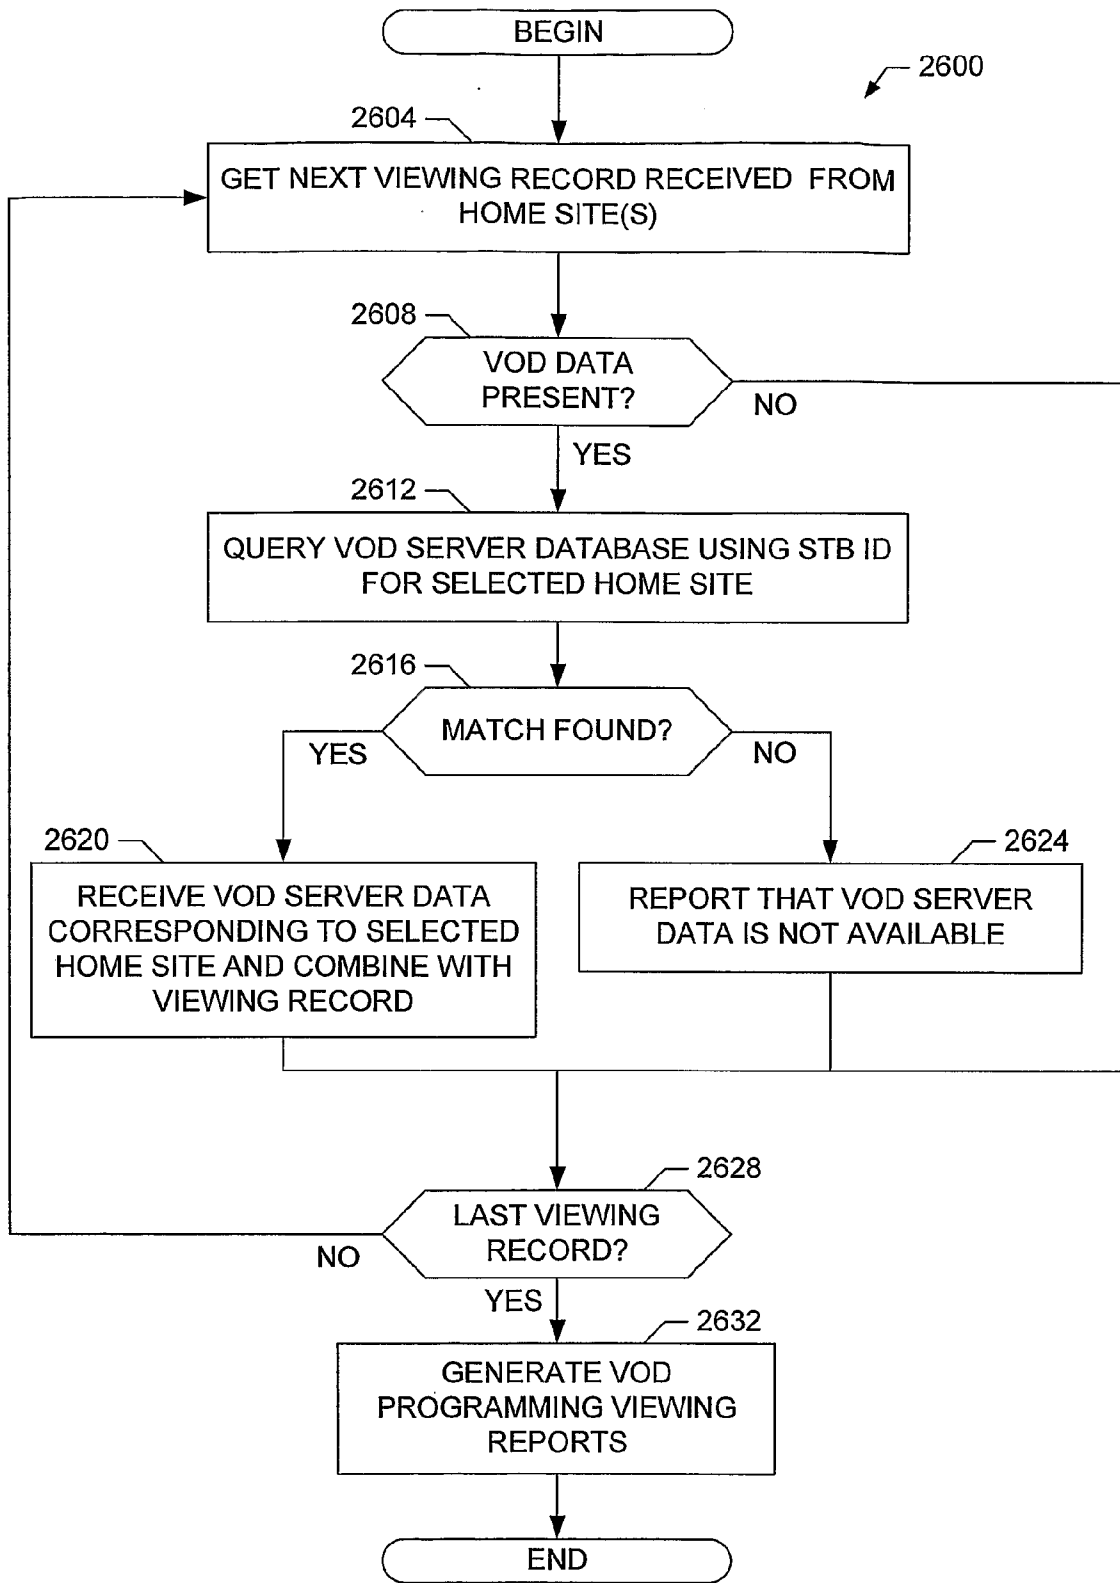 BEGIN
2600
2604
GET NEXT VIEWING RECORD RECEIVED FROM
HOME SITE(S)
2608
VOD DATA
PRESENT?
NO
YES
2612
QUERY VOD SERVER DATABASE USING STB ID
FOR SELECTED HOME SITE
2616
MATCH FOUND?
YES
NO
2620
RECEIVE VOD SERVER DATA
CORRESPONDING TO SELECTED
HOME SITE AND COMBINE WITH
VIEWING RECORD
2624
REPORT THAT VOD SERVER
DATA IS NOT AVAILABLE
2628
LAST VIEWING
RECORD?
NO
YES
2632
GENERATE VOD
PROGRAMMING VIEWING
REPORTS
END